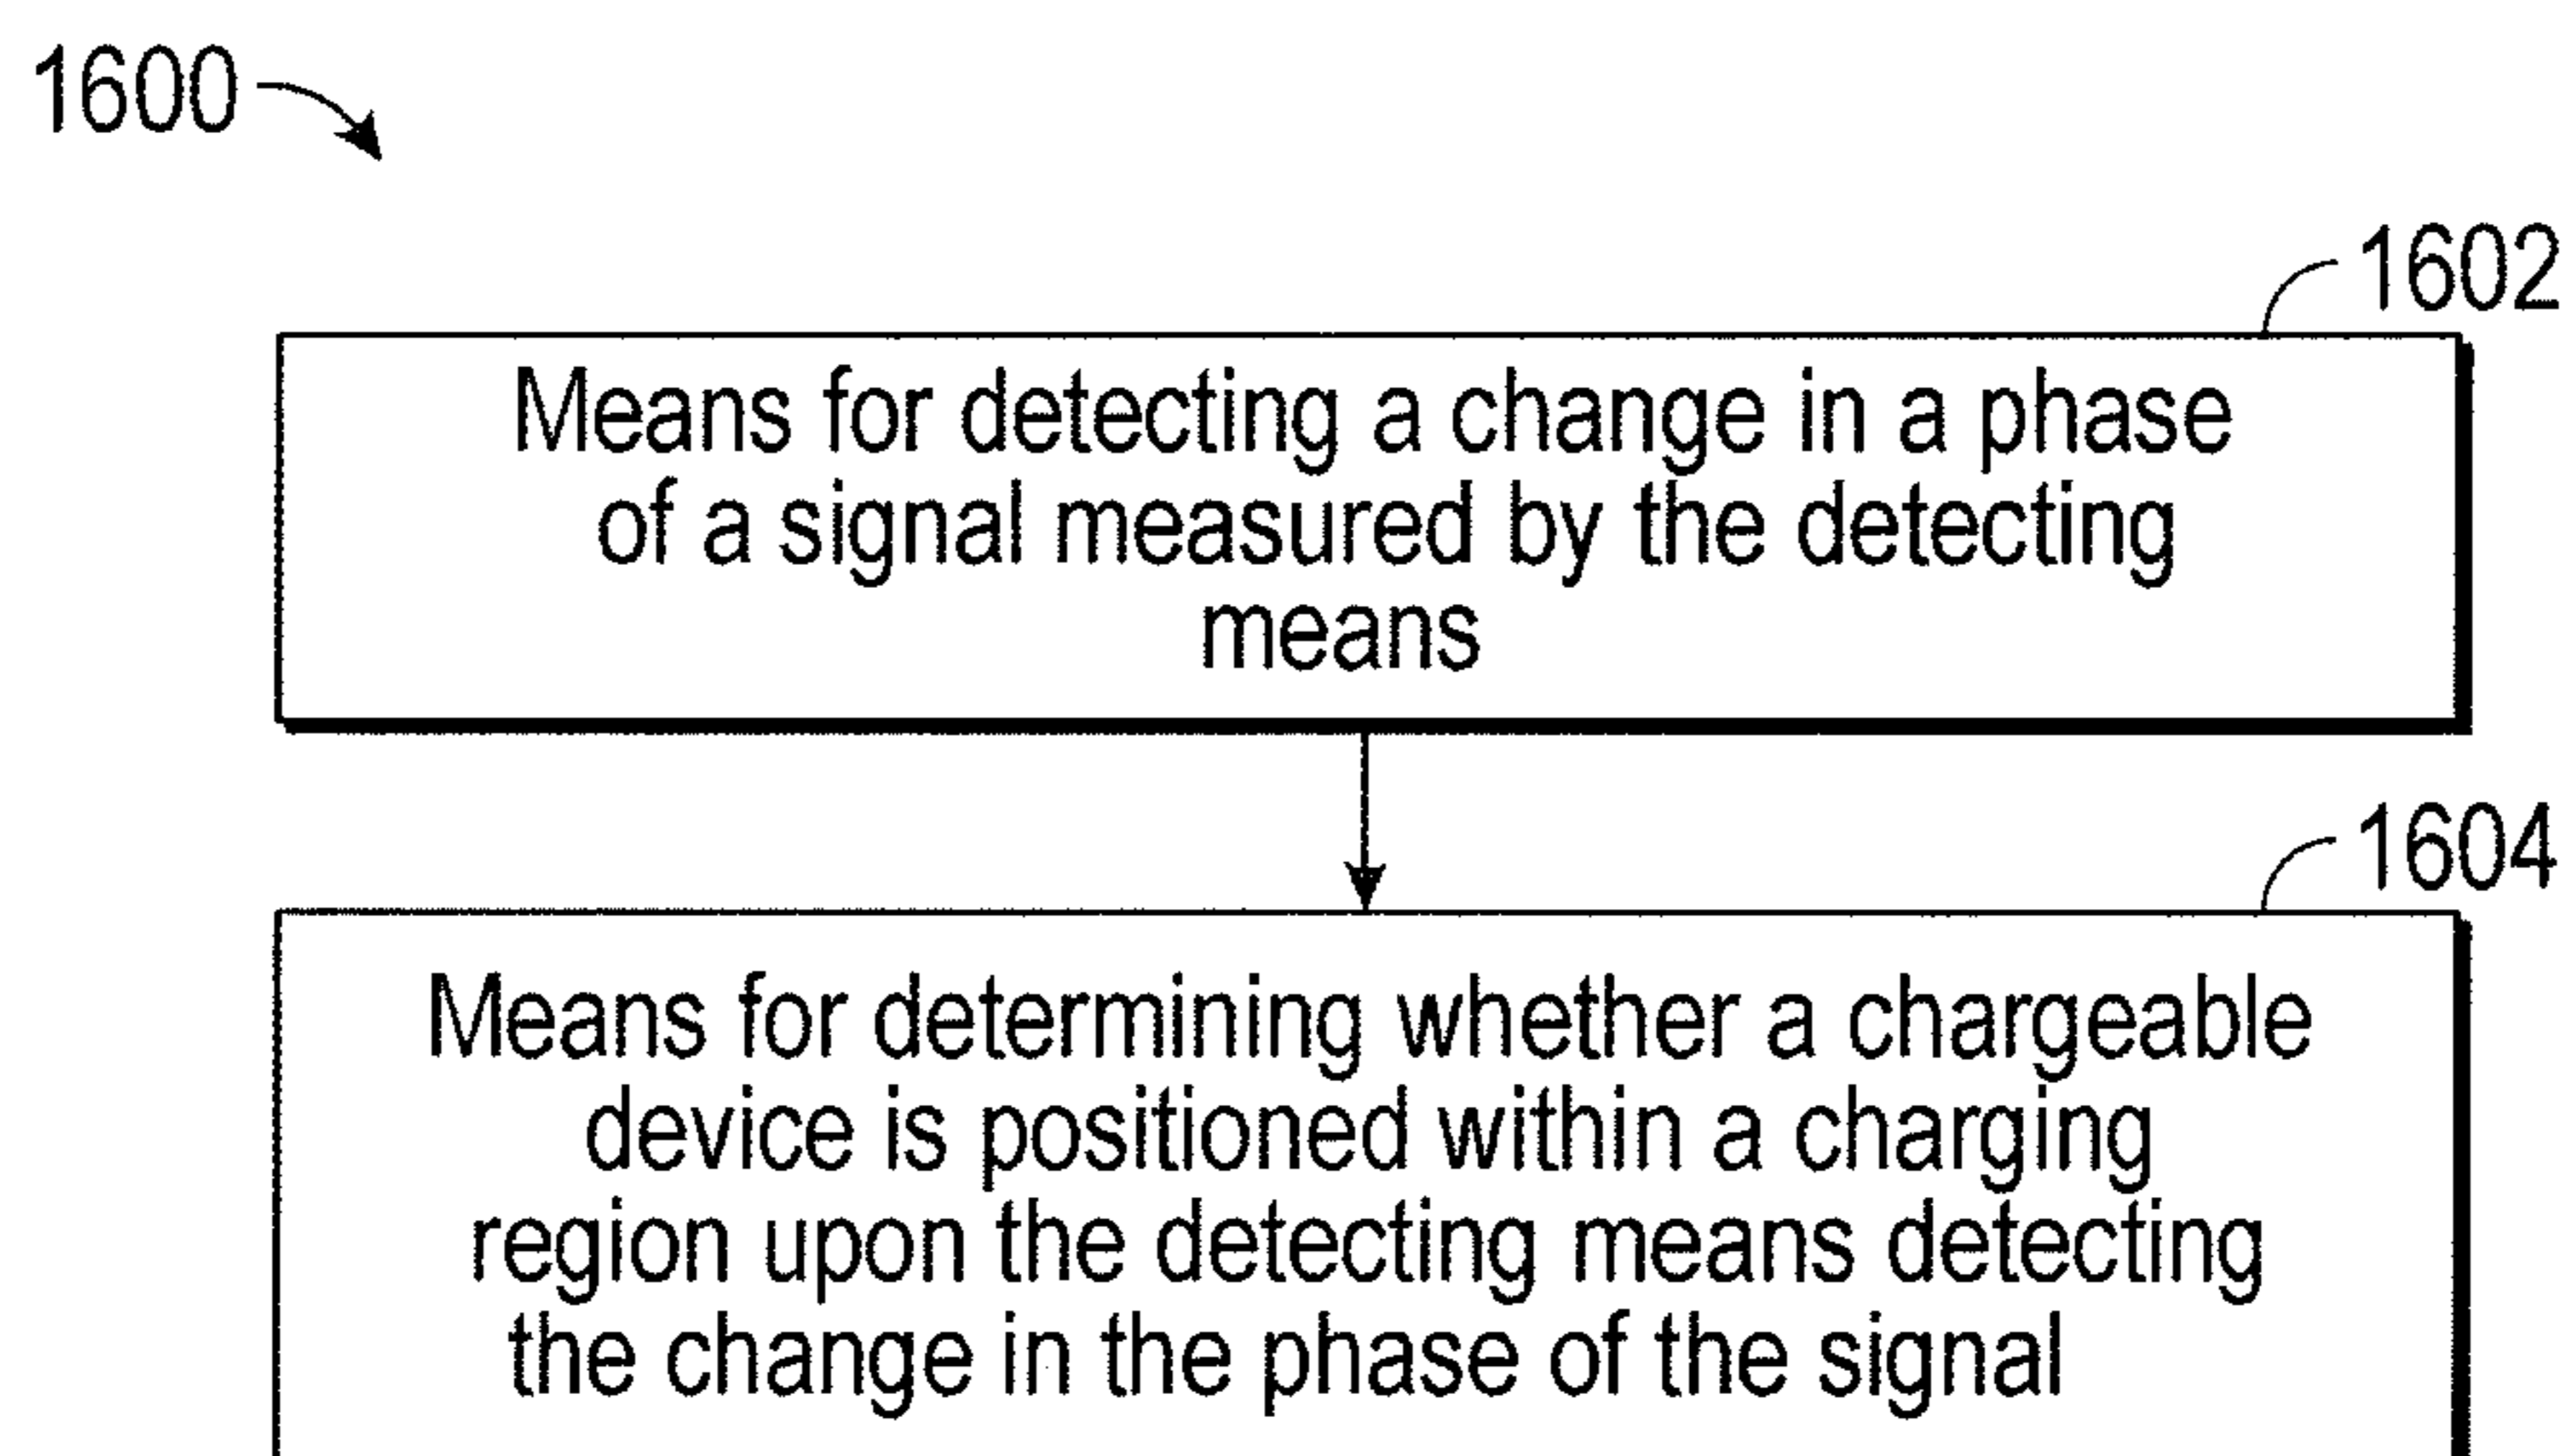 1600
1602
Means for detecting a change in a phase
of a signal measured by the detecting
means
1604
Means for determining whether a chargeable
device is positioned within a charging
region upon the detecting means detecting
the change in the phase of the signal